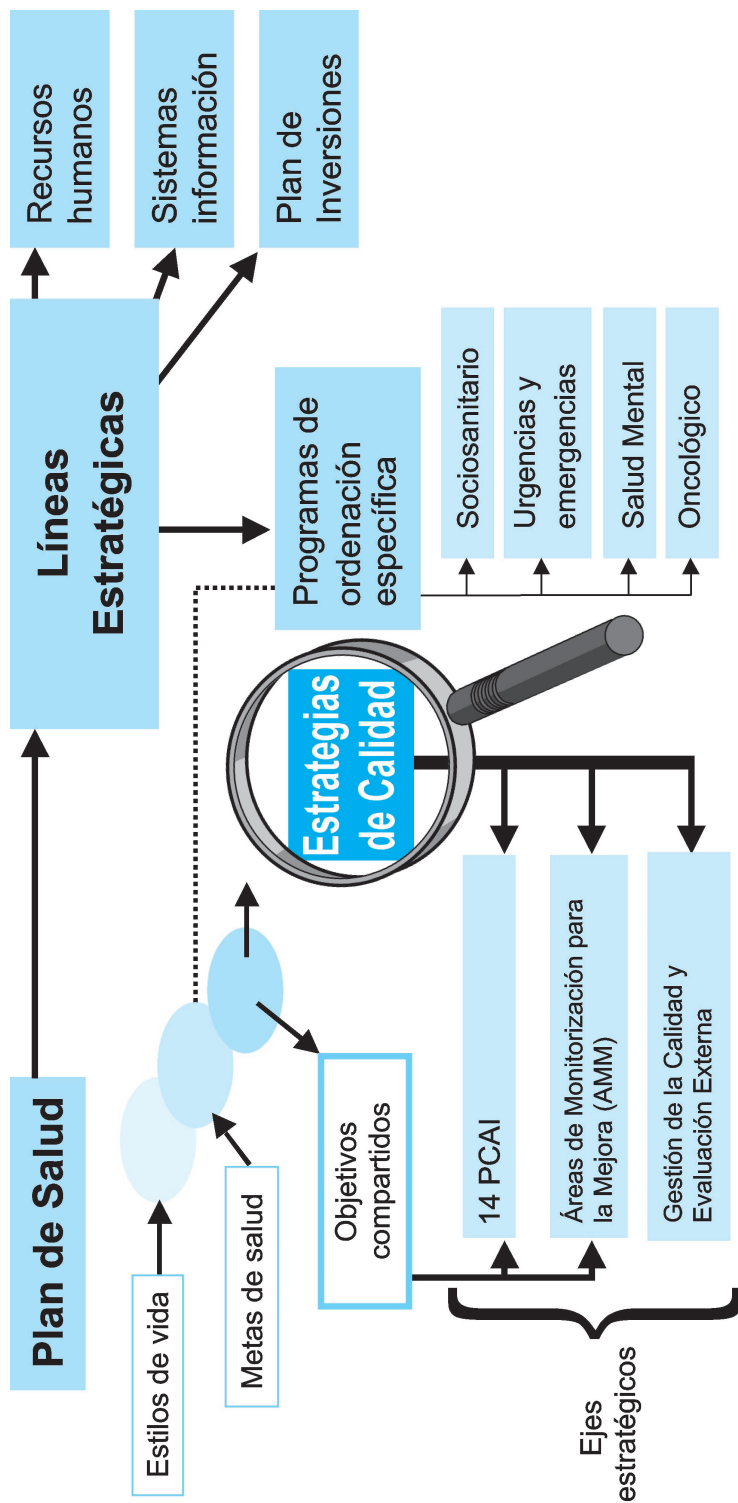 Plan de Salud
Líneas
Estratégicas
Recursos
humanos
Sistemas
información
Plan de
Inversiones
Estilos de vida
Metas de salud
Objetivos
compartidos
Estrategias
de Calidad
Programas de
ordenación
específica
Sociosanitario
Urgencias y
emergencias
Salud Mental
Oncológico
Ejes
estratégicos
14 PCAI
Áreas de Monitorización para
la Mejora (AMM)
Gestión de la Calidad y
Evaluación Externa